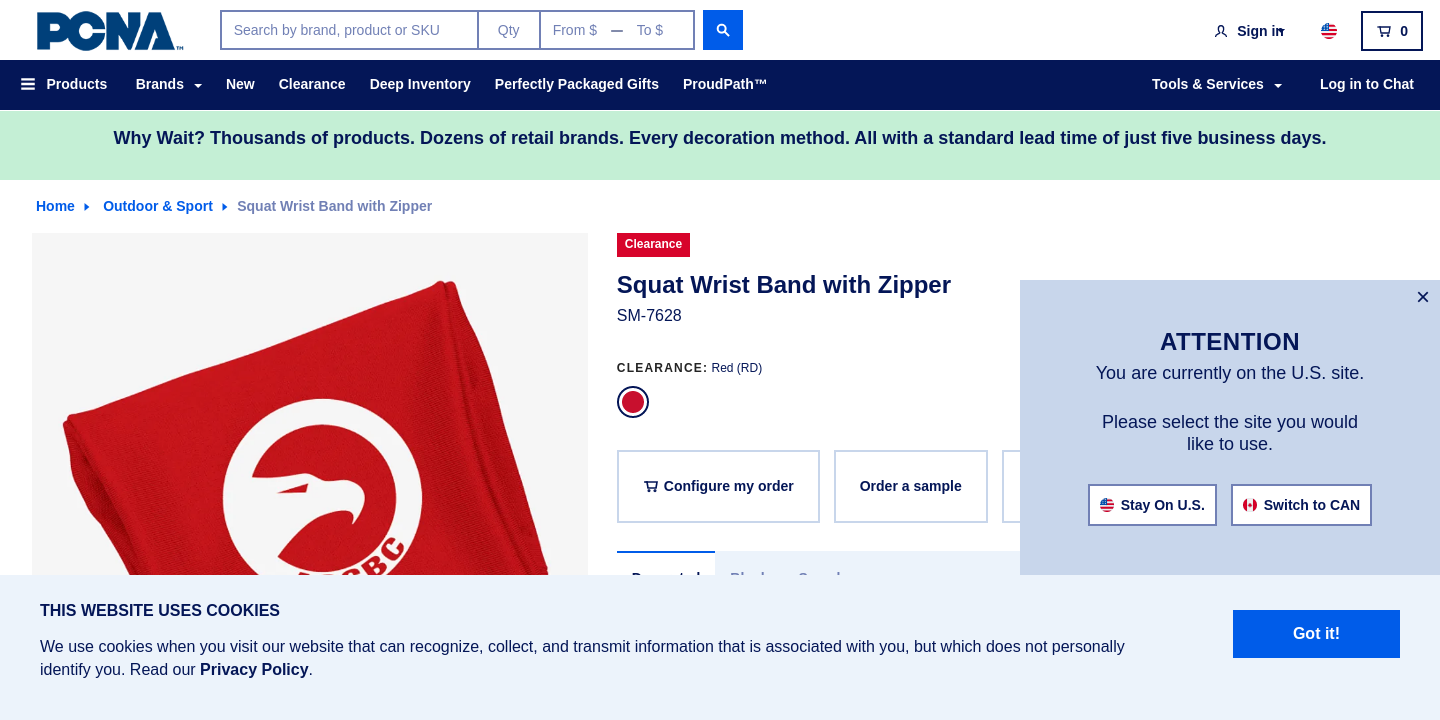 PCNA™
Search by brand, product or SKU
Qty
From $ — To $
Sign in
0
Products
Brands
New
Clearance
Deep Inventory
Perfectly Packaged Gifts
ProudPath™
Tools & Services
Log in to Chat
Why Wait? Thousands of products. Dozens of retail brands. Every decoration method. All with a standard lead time of just five business days.
Home
Outdoor & Sport
Squat Wrist Band with Zipper
Clearance
Squat Wrist Band with Zipper
SM-7628
CLEARANCE: Red (RD)
Configure my order
Order a sample
×
ATTENTION
You are currently on the U.S. site.
Please select the site you would
like to use.
Stay On U.S.
Switch to CAN
THIS WEBSITE USES COOKIES
We use cookies when you visit our website that can recognize, collect, and transmit information that is associated with you, but which does not personally
identify you. Read our Privacy Policy.
Got it!